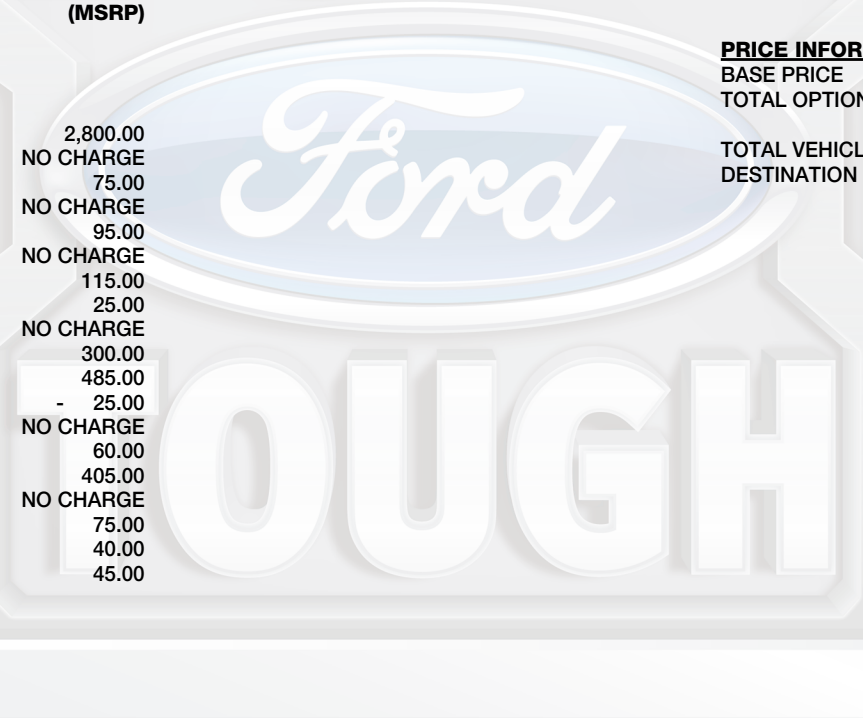 (MSRP)
2,800.00
NO CHARGE
75.00
NO CHARGE
95.00
NO CHARGE
115.00
25.00
NO CHARGE
300.00
485.00
- 25.00
NO CHARGE
60.00
405.00
NO CHARGE
75.00
40.00
45.00
PRICE INFOR
BASE PRICE
TOTAL OPTION
TOTAL VEHICL
DESTINATION
Ford
TOUGH